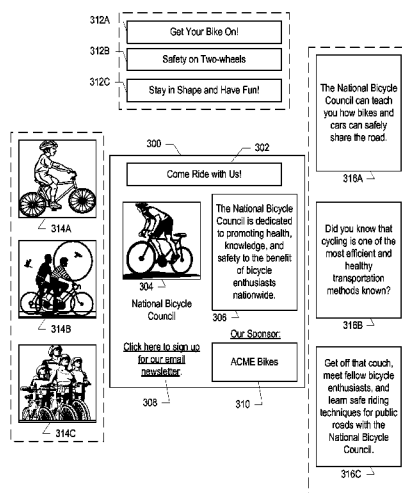 312A
Get Your Bike On!
312B
Safety on Two-wheels
312C
Stay in Shape and Have Fun!
314A
314B
314C
300
302
Come Ride with Us!
304
National Bicycle
Council
The National Bicycle
Council is dedicated
to promoting health,
knowledge, and
safety to the benefit
of bicycle
enthusiasts
nationwide.
306
Click here to sign up
for our email
newsletter
308
Our Sponsor:
ACME Bikes
310
The National Bicycle
Council can teach
you how bikes and
cars can safely
share the road.
316A
Did you know that
cycling is one of the
most efficient and
healthy
transportation
methods known?
316B
Get off that couch,
meet fellow bicycle
enthusiasts, and
learn safe riding
techniques for public
roads with the
National Bicycle
Council.
316C